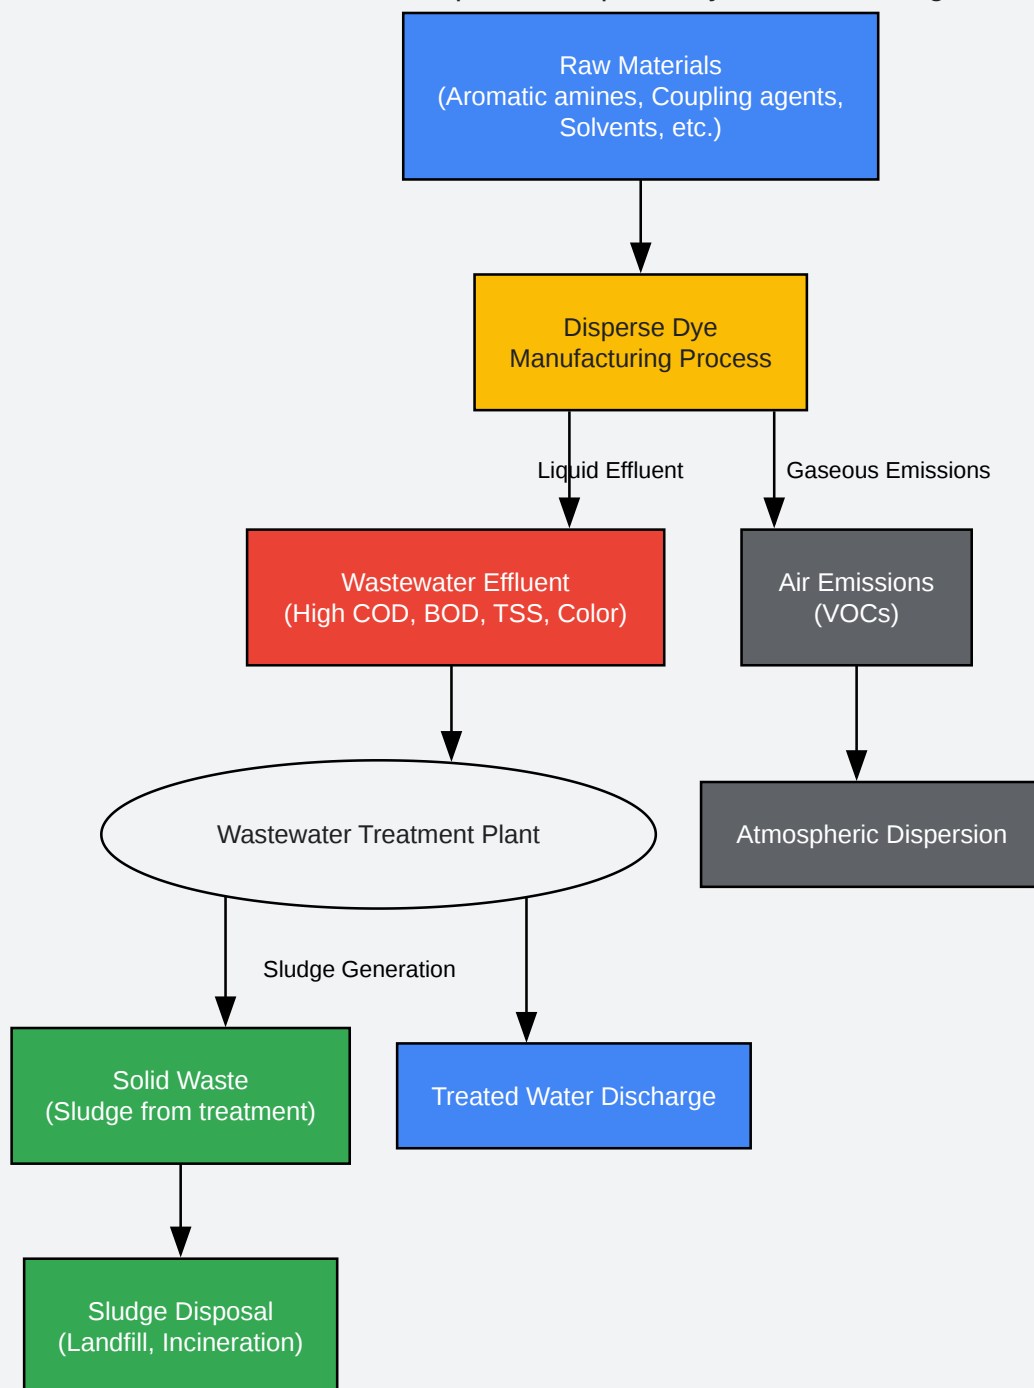 Raw Materials
(Aromatic amines, Coupling agents,
Solvents, etc.)
Disperse Dye
Manufacturing Process
Liquid Effluent
Gaseous Emissions
Wastewater Effluent
(High COD, BOD, TSS, Color)
Air Emissions
(VOCs)
Wastewater Treatment Plant
Atmospheric Dispersion
Sludge Generation
Solid Waste
(Sludge from treatment)
Treated Water Discharge
Sludge Disposal
(Landfill, Incineration)